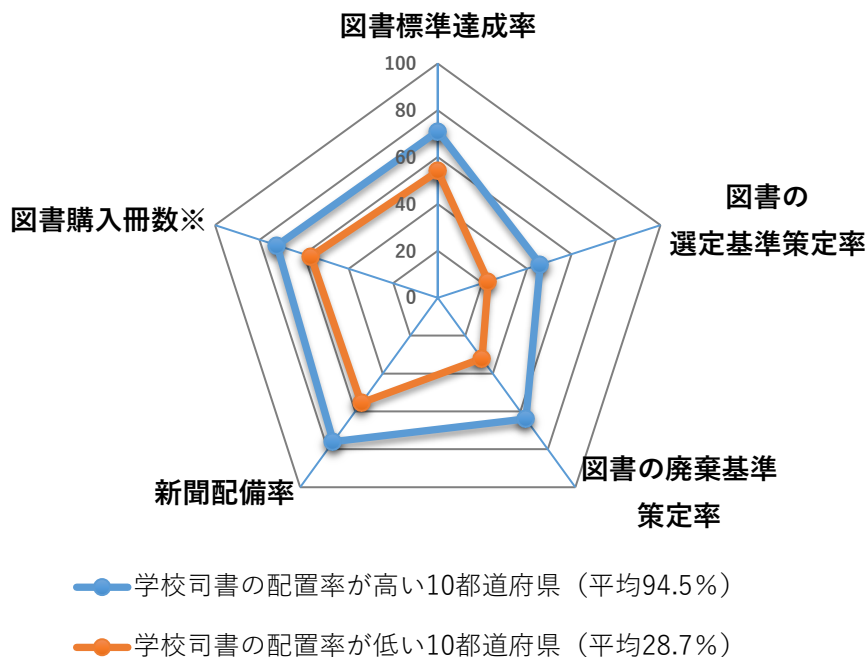 図書標準達成率
100
80
60
40
20
0
図書の
選定基準策定率
図書購入冊数※
新聞配備率
図書の廃棄基準
策定率
学校司書の配置率が高い10都道府県（平均94.5%）
学校司書の配置率が低い10都道府県（平均28.7%）